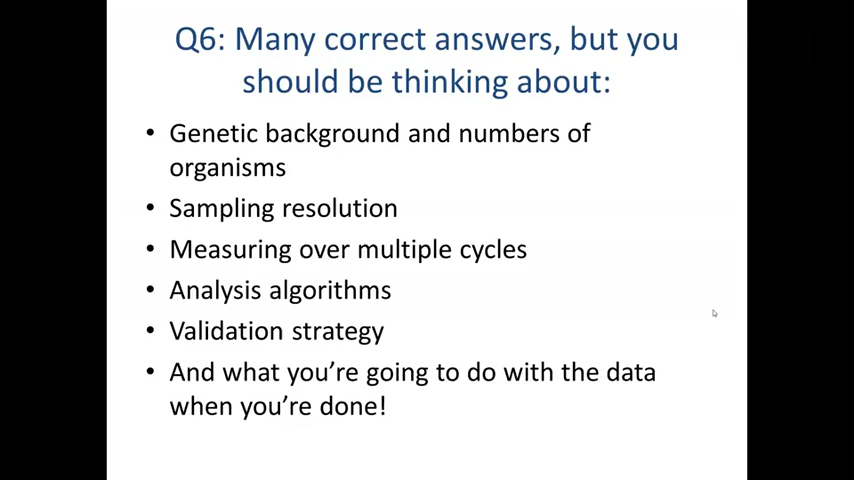 Q6: Many correct answers, but you
should be thinking about:
• Genetic background and numbers of
organisms
• Sampling resolution
• Measuring over multiple cycles
• Analysis algorithms
• Validation strategy
• And what you’re going to do with the data
when you’re done!